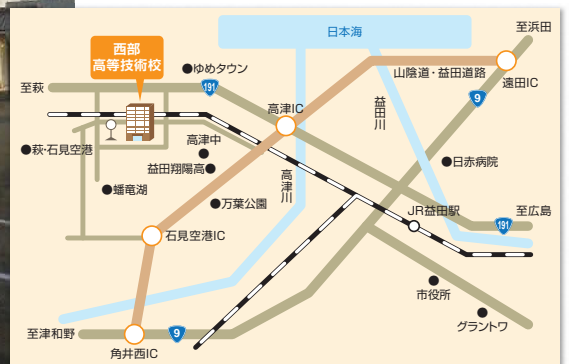 至浜田
日本海
西部
高等技術校
ゆめタウン
山陰道・益田道路
遠田IC
至萩
191
9
高津IC
益田川
高津中
萩・石見空港
益田翔陽高
日赤病院
高津川
蟠竜湖
万葉公園
JR益田駅
至広島
191
石見空港IC
市役所
グラントワ
至津和野
9
角井西IC